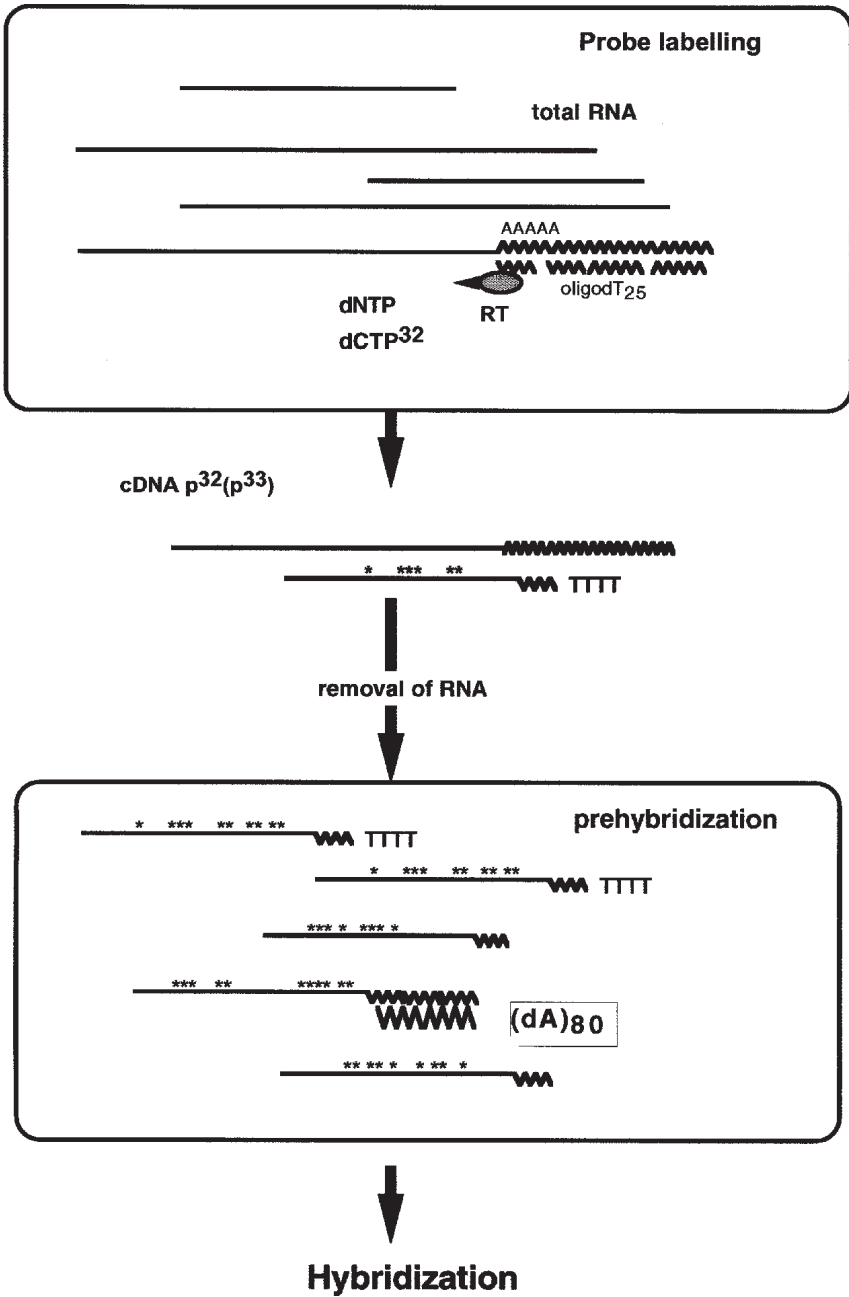 Probe labelling
total RNA
AAAAA
oligodT25
dNTP
RT
dCTP32
cDNA p32(p33)
* *** **
TTTT
removal of RNA
prehybridization
* *** ** ** **
TTTT
* *** ** ** **
TTTT
*** * *** *
*** ** **** **
(dA)80
** ** * * ** *
Hybridization